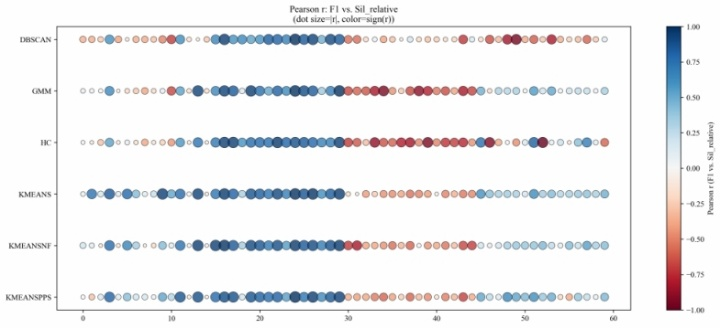 Pearson r: F1 vs. Sil_relative
(dot size=|r|, color=sign(r))
DBSCAN
GMM
HC
KMEANS
KMEANSNF
KMEANSPPS
0 10 20 30 40 50 60
1.00
0.75
0.50
0.25
0.00
−0.25
−0.50
−0.75
−1.00
Pearson r (F1 vs. Sil_relative)